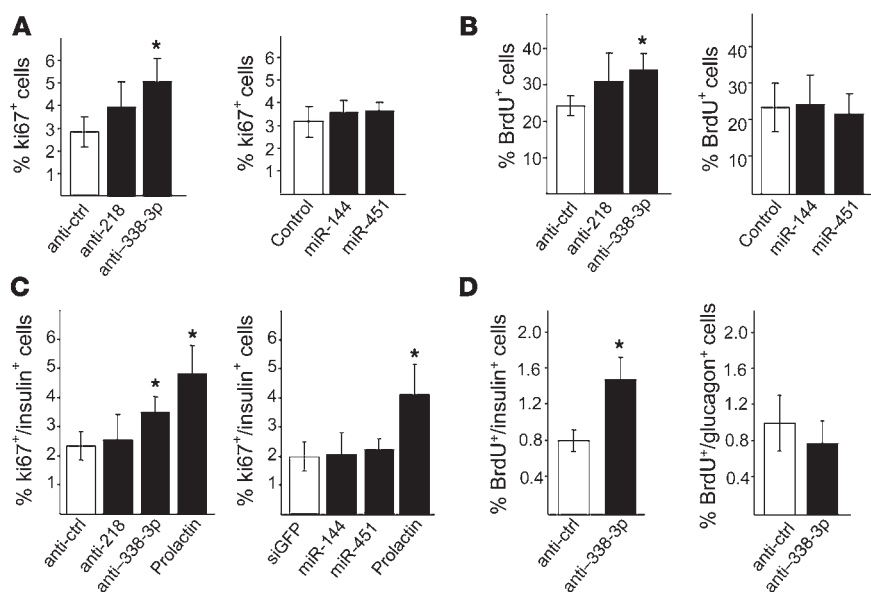 A
% ki67+ cells
6
5
4
3
2
1
anti-ctrl
anti-218
anti–338-3p
*
% ki67+ cells
6
5
4
3
2
1
Control
miR-144
miR-451
B
% BrdU+ cells
40
30
20
10
anti-ctrl
anti-218
anti–338-3p
*
% BrdU+ cells
40
30
20
10
Control
miR-144
miR-451
C
% ki67+/insulin+ cells
6
5
4
3
2
1
anti-ctrl
anti-218
anti–338-3p
Prolactin
*
*
% ki67+/insulin+ cells
6
5
4
3
2
1
siGFP
miR-144
miR-451
Prolactin
*
D
% BrdU+/insulin+ cells
2.0
1.6
1.2
0.8
0.4
anti-ctrl
anti–338-3p
*
% BrdU+/glucagon+ cells
2.0
1.6
1.2
0.8
0.4
anti-ctrl
anti–338-3p